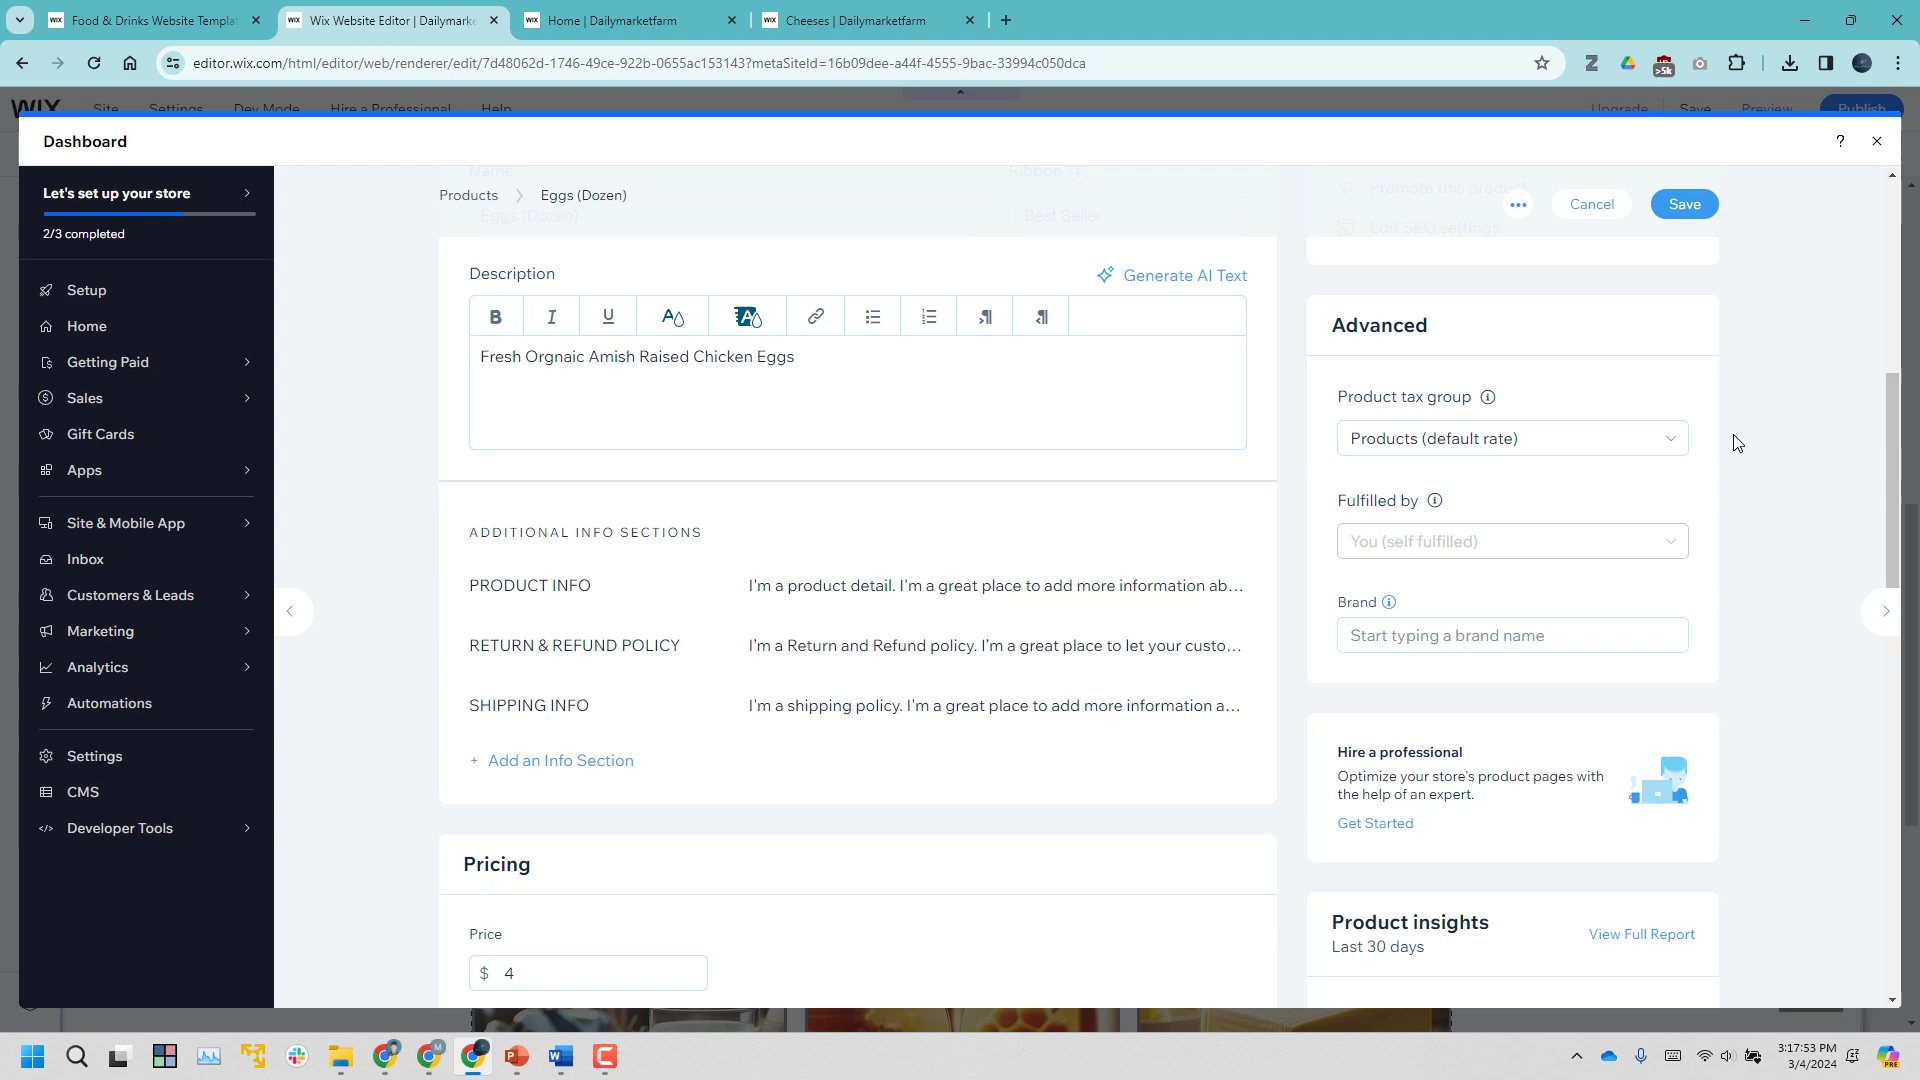 Food & Drinks Website Templa
Wix Website Editor | Dailymarke
Home | Dailymarketfarm
Cheeses | Dailymarketfarm
editor.wix.com/html/editor/web/renderer/edit/7d48062d-1746-49ce-922b-0655ac153143?metaSiteId=16b09dee-a44f-4555-9bac-33994c050dca
>5k
WIX Site Settings Dev Mode Hire a Professional Help Upgrade Save Preview Publish
Dashboard
?
Let's set up your store
2/3 completed
Setup
Home
Getting Paid
Sales
Gift Cards
Apps
Site & Mobile App
Inbox
Customers & Leads
Marketing
Analytics
Automations
Settings
CMS
Developer Tools
Name
Ribbon
Products
Eggs (Dozen)
Eggs (Dozen)
Best Seller
Promote this product
Edit SEO settings
Cancel
Save
Description
Generate AI Text
B I U A A
Fresh Orgnaic Amish Raised Chicken Eggs
ADDITIONAL INFO SECTIONS
PRODUCT INFO
I'm a product detail. I'm a great place to add more information ab...
RETURN & REFUND POLICY
I'm a Return and Refund policy. I'm a great place to let your custo...
SHIPPING INFO
I'm a shipping policy. I'm a great place to add more information a...
+ Add an Info Section
Pricing
Price
$ 4
Advanced
Product tax group
Products (default rate)
Fulfilled by
You (self fulfilled)
Brand
Start typing a brand name
Hire a professional
Optimize your store's product pages with
the help of an expert.
Get Started
Product insights
Last 30 days
View Full Report
3:17:53 PM
3/4/2024